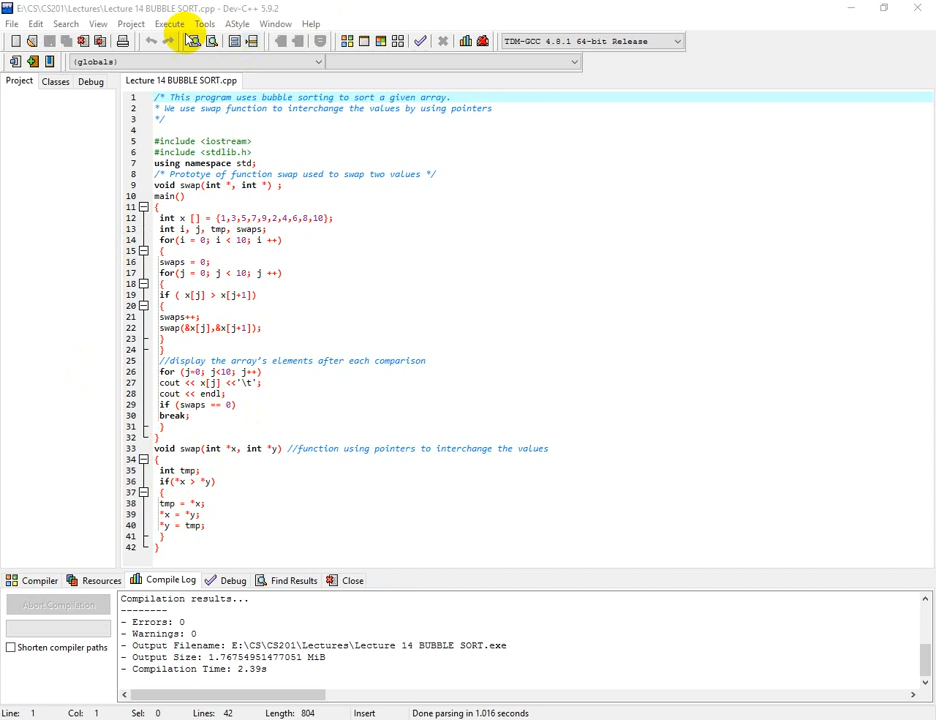 E:\CS\CS201\Lectures\Lecture 14 BUBBLE SORT.cpp - Dev-C++ 5.9.2
File Edit Search View Project Execute Tools AStyle Window Help
TDM-GCC 4.8.1 64-bit Release
(globals)
Project Classes Debug Lecture 14 BUBBLE SORT.cpp
1 /* This program uses bubble sorting to sort a given array.
2 * We use swap function to interchange the values by using pointers
3 */
4
5 #include <iostream>
6 #include <stdlib.h>
7 using namespace std;
8 /* Prototye of function swap used to swap two values */
9 void swap(int *, int *) ;
10 main()
11 {
12 int x [] = {1,3,5,7,9,2,4,6,8,10};
13 int i, j, tmp, swaps;
14 for(i = 0; i < 10; i ++)
15 {
16 swaps = 0;
17 for(j = 0; j < 10; j ++)
18 {
19 if ( x[j] > x[j+1])
20 {
21 swaps++;
22 swap(&x[j],&x[j+1]);
23 }
24 }
25 //display the array's elements after each comparison
26 for (j=0; j<10; j++)
27 cout << x[j] <<'\t';
28 cout << endl;
29 if (swaps == 0)
30 break;
31 }
32 }
33 void swap(int *x, int *y) //function using pointers to interchange the values
34 {
35 int tmp;
36 if(*x > *y)
37 {
38 tmp = *x;
39 *x = *y;
40 *y = tmp;
41 }
42 }
Compiler Resources Compile Log Debug Find Results Close
Abort Compilation
Shorten compiler paths
Compilation results...
--------
- Errors: 0
- Warnings: 0
- Output Filename: E:\CS\CS201\Lectures\Lecture 14 BUBBLE SORT.exe
- Output Size: 1.76754951477051 MiB
- Compilation Time: 2.39s
Line: 1 Col: 1 Sel: 0 Lines: 42 Length: 804 Insert Done parsing in 1.016 seconds